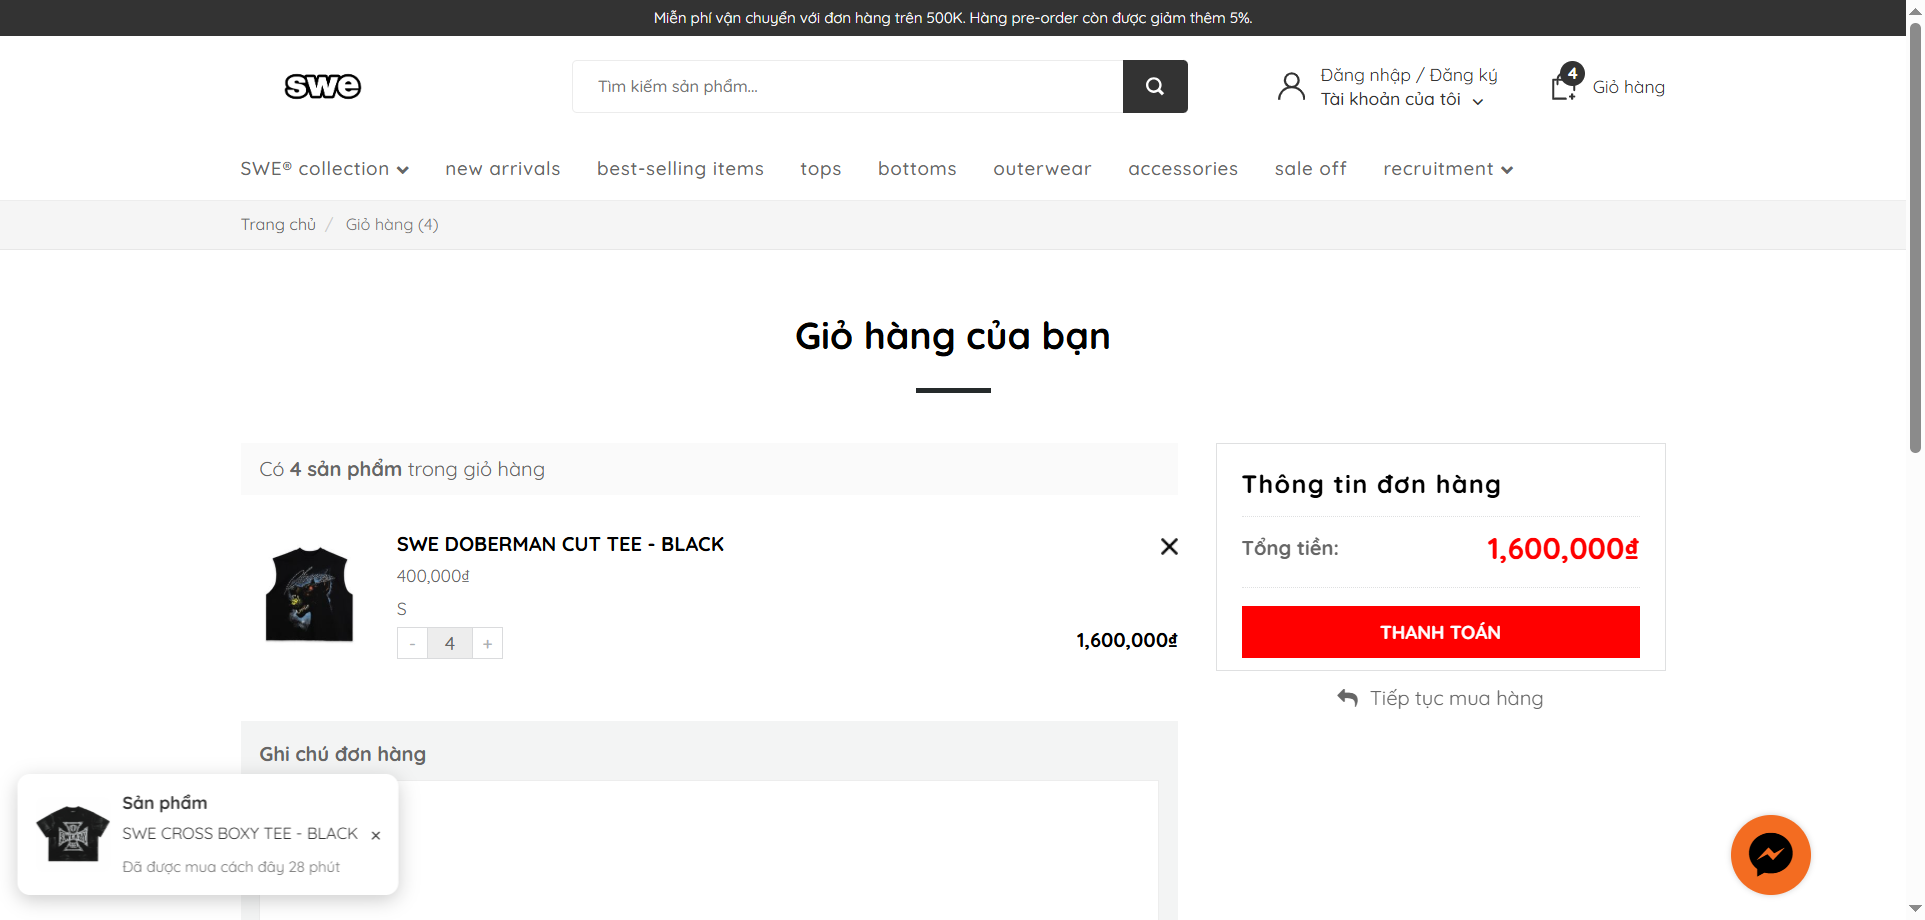 Miễn phí vận chuyển với đơn hàng trên 500K. Hàng pre-order còn được giảm thêm 5%.
swe
Tìm kiếm sản phẩm...
Đăng nhập / Đăng ký
Tài khoản của tôi
4
Giỏ hàng
SWE® collection new arrivals best-selling items tops bottoms outerwear accessories sale off recruitment
Trang chủ / Giỏ hàng (4)
Giỏ hàng của bạn
Có 4 sản phẩm trong giỏ hàng
SWE DOBERMAN CUT TEE - BLACK
400,000₫
S
- 4 +
1,600,000₫
Thông tin đơn hàng
Tổng tiền: 1,600,000₫
THANH TOÁN
Tiếp tục mua hàng
Ghi chú đơn hàng
Sản phẩm
SWE CROSS BOXY TEE - BLACK
Đã được mua cách đây 28 phút